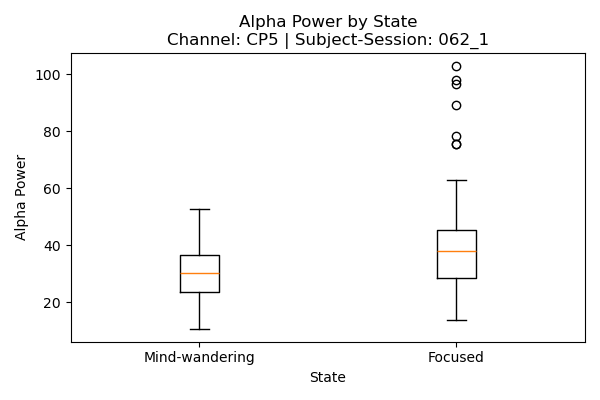 Alpha Power by State
Channel: CP5 | Subject-Session: 062_1
100
80
60
40
20
Alpha Power
Mind-wandering
Focused
State